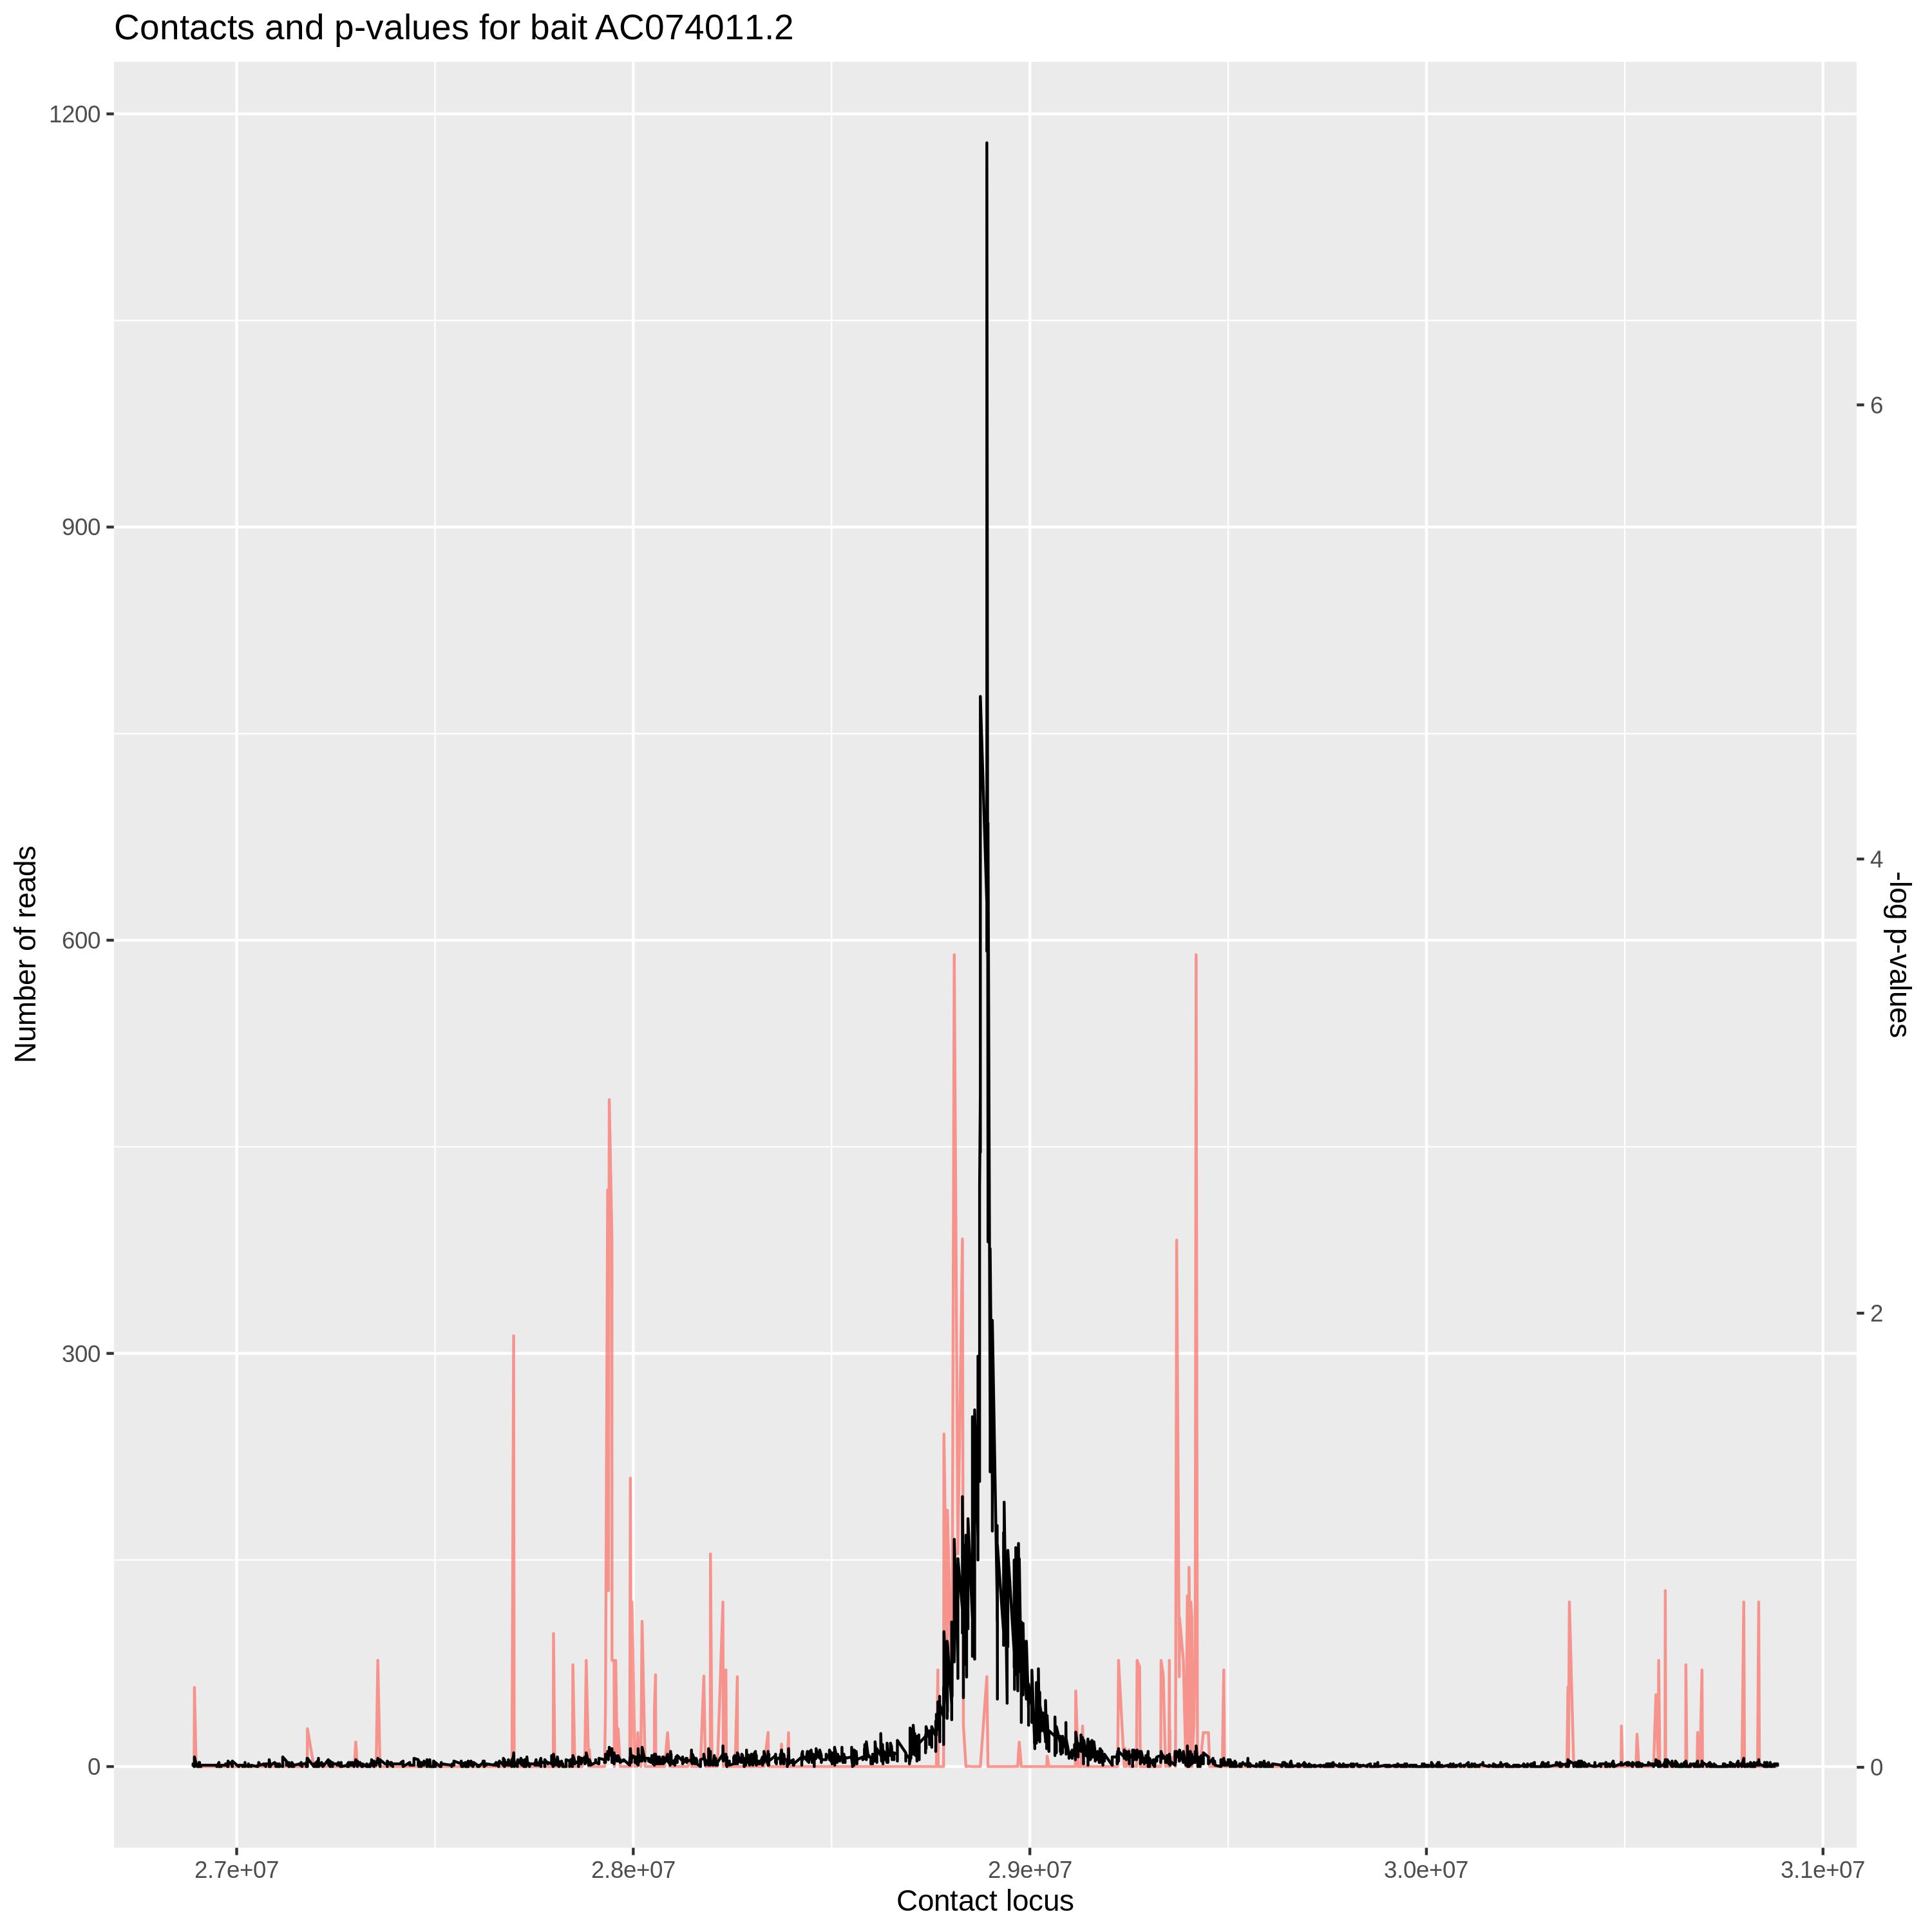 Contacts and p-values for bait AC074011.2
1200
900
600
300
0
Number of reads
6
4
2
0
-log p-values
2.7e+07 2.8e+07 2.9e+07 3.0e+07 3.1e+07
Contact locus